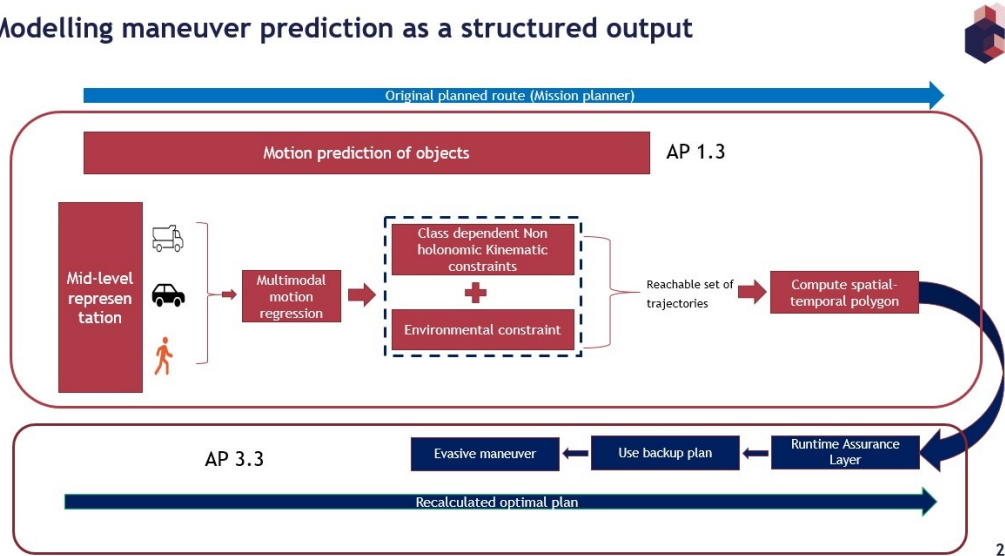 Modelling maneuver prediction as a structured output
Original planned route (Mission planner)
Motion prediction of objects
AP 1.3
Mid-level
represen
tation
Multimodal
motion
regression
Class dependent Non
holonomic Kinematic
constraints
Environmental constraint
Reachable set of
trajectories
Compute spatial-
temporal polygon
AP 3.3
Evasive maneuver
Use backup plan
Runtime Assurance
Layer
Recalculated optimal plan
2